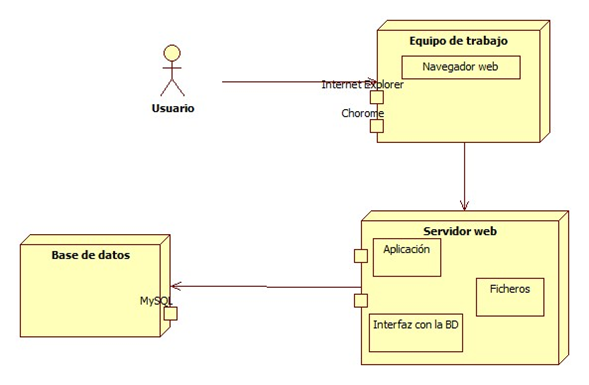 Equipo de trabajo
Navegador web
Internet Explorer
Chorome
Usuario
Servidor web
Aplicación
Ficheros
Interfaz con la BD
Base de datos
MySQL